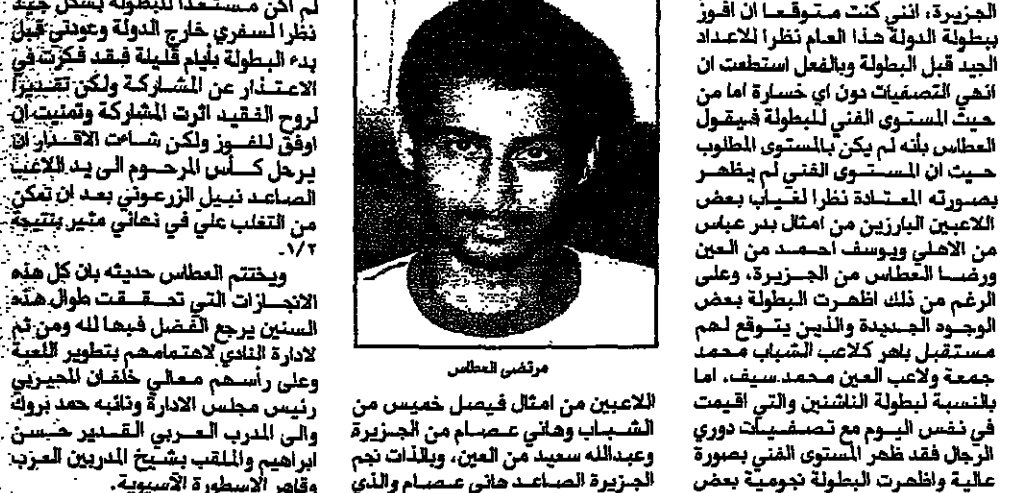 الجزيرة، انني كنت متوقعا ان افوز
ببطولة الدولة هذا العام نظرا للاعداد
الجيد قبل البطولة وبالفعل استطعت ان
انهي التصفيات دون اي خسارة اما من
حيث المستوى الفني للبطولة فيقول
العطاس بأنه لم يكن بالمستوى المطلوب
حيث ان المستوى الفني لم يظهر
بصورته المعتادة نظرا لغياب بعض
اللاعبين البارزين من امثال بدر عباس
من الاهلي ويوسف احمد من العين
ورضا العطاس من الجزيرة، وعلى
الرغم من ذلك اظهرت البطولة بعض
الوجوه الجديدة والذين يتوقع لهم
مستقبل باهر كلاعب الشباب محمد
جمعة ولاعب العين محمد سيف، اما
بالنسبة لبطولة الناشئين والتي اقيمت
في نفس اليوم مع تصفيات دوري
الرجال فقد ظهر المستوى الفني بصورة
عالية واظهرت البطولة نجومية بعض
مرتضى العطاس
اللاعبين من امثال فيصل خميس من
الشباب وهاني عصام من الجزيرة
وعبدالله سعيد من العين، وبالذات نجم
الجزيرة الصاعد هاني عصام والذي
لم اكن مستعدا للبطولة بشكل جيد
نظرا لسفري خارج الدولة وعودتي قبل
بدء البطولة بأيام قليلة فقد فكرت في
الاعتذار عن المشاركة ولكن تقديرا
لروح الفقيد اثرت المشاركة وتمنيت ان
اوفق للفوز ولكن شاءت الاقدار ان
يرحل كأس المرحوم الى يد اللاعب
الصاعد نبيل الزرعوني بعد ان تمكن
من التغلب علي في نهائي مثير بنتيجة
١/٢-
ويختتم العطاس حديثه بان كل هذه
الانجازات التي تحققت طوال هذه
السنين يرجع الفضل فيها لله ومن ثم
لادارة النادي لاهتمامهم بتطوير اللعبة
وعلى رأسهم معالي خلفان المحيربي
رئيس مجلس الادارة ونائبه حمد بروك
والى المدرب العربي القدير حسن
ابراهيم والملقب بشيخ المدربين العرب
وقاهر الاسطورة الآسيوية.